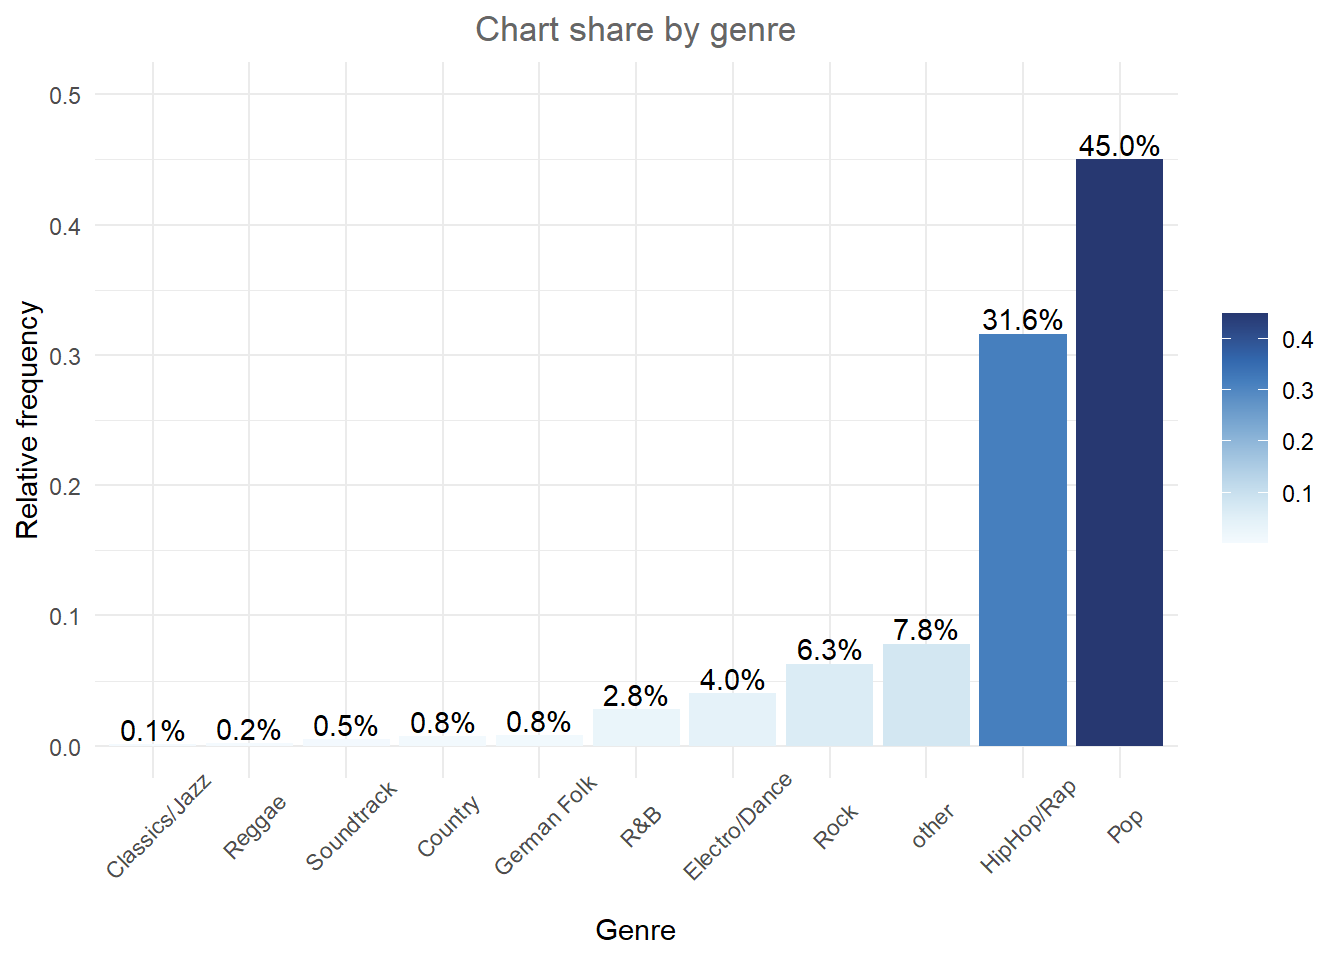 Chart share by genre
Relative frequency
0.5
0.4
0.3
0.2
0.1
0.0
0.1%
0.2%
0.5%
0.8%
0.8%
2.8%
4.0%
6.3%
7.8%
31.6%
45.0%
Classics/Jazz
Reggae
Soundtrack
Country
German Folk
R&B
Electro/Dance
Rock
other
HipHop/Rap
Pop
Genre
0.4
0.3
0.2
0.1